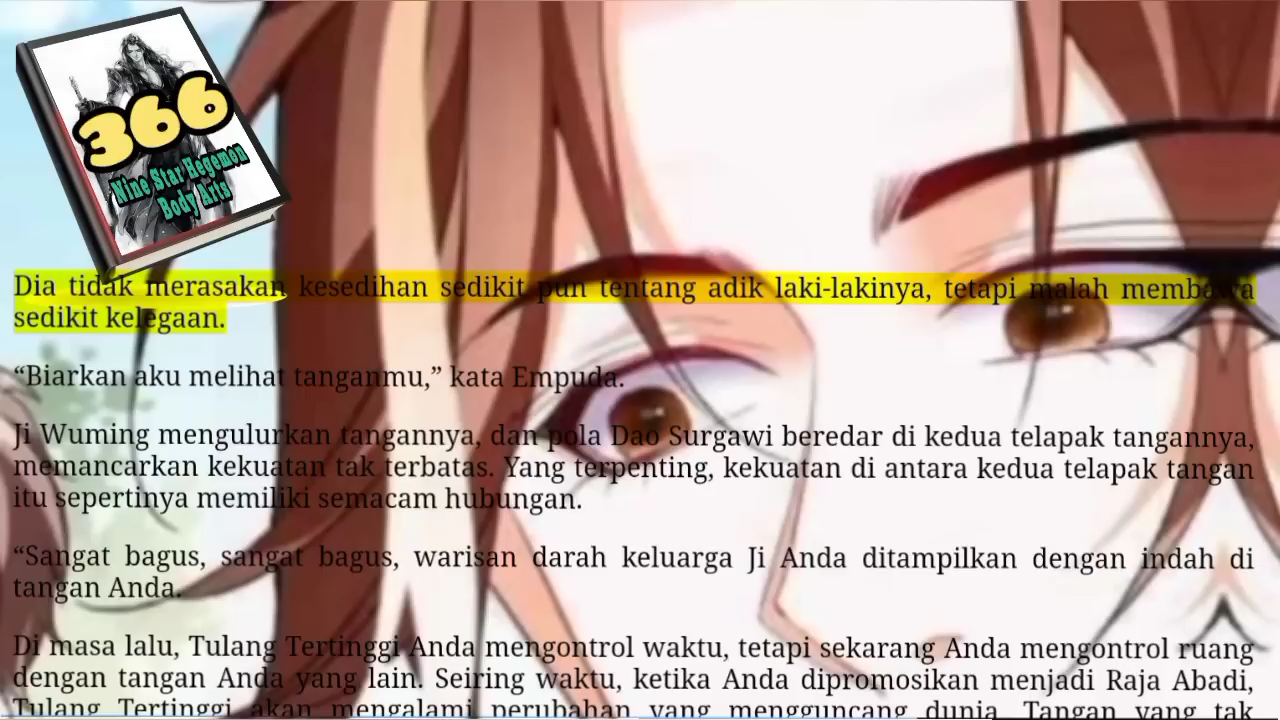 366
Nine Star Hegemon
Body Arts
Dia tidak merasakan kesedihan sedikit pun tentang adik laki-lakinya, tetapi malah membawa
sedikit kelegaan.
“Biarkan aku melihat tanganmu,” kata Empuda.
Ji Wuming mengulurkan tangannya, dan pola Dao Surgawi beredar di kedua telapak tangannya,
memancarkan kekuatan tak terbatas. Yang terpenting, kekuatan di antara kedua telapak tangan
itu sepertinya memiliki semacam hubungan.
“Sangat bagus, sangat bagus, warisan darah keluarga Ji Anda ditampilkan dengan indah di
tangan Anda.
Di masa lalu, Tulang Tertinggi Anda mengontrol waktu, tetapi sekarang Anda mengontrol ruang
dengan tangan Anda yang lain. Seiring waktu, ketika Anda dipromosikan menjadi Raja Abadi,
Tulang Tertinggi akan mengalami perubahan yang mengguncang dunia. Tangan yang tak